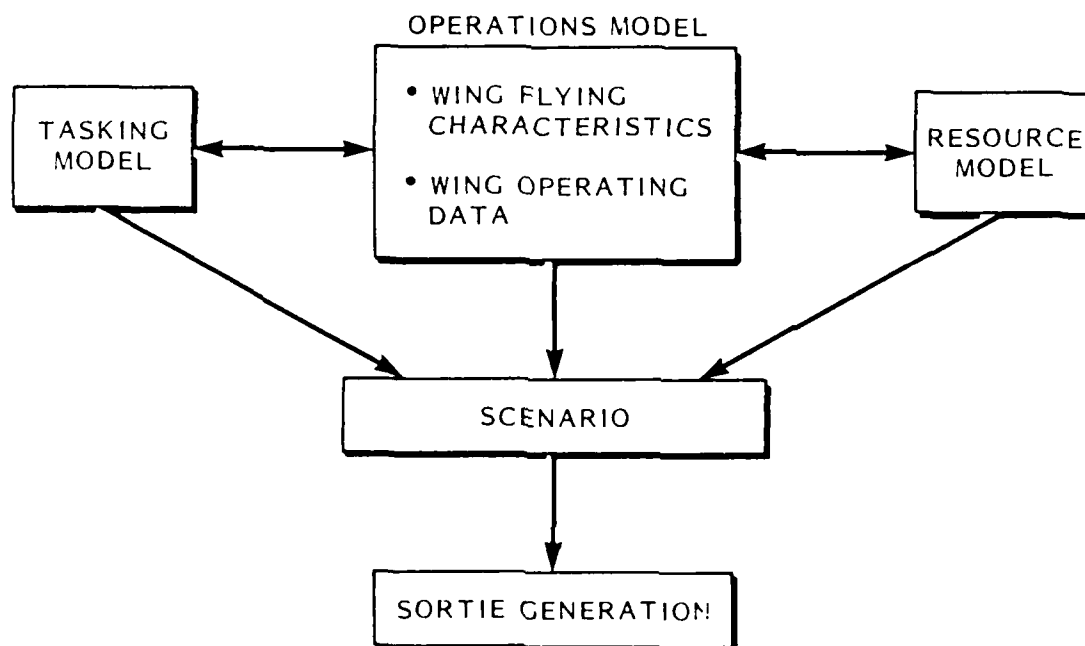 OPERATIONS MODEL
• WING FLYING
CHARACTERISTICS
• WING OPERATING
DATA
TASKING
MODEL
RESOURCE
MODEL
SCENARIO
SORTIE GENERATION